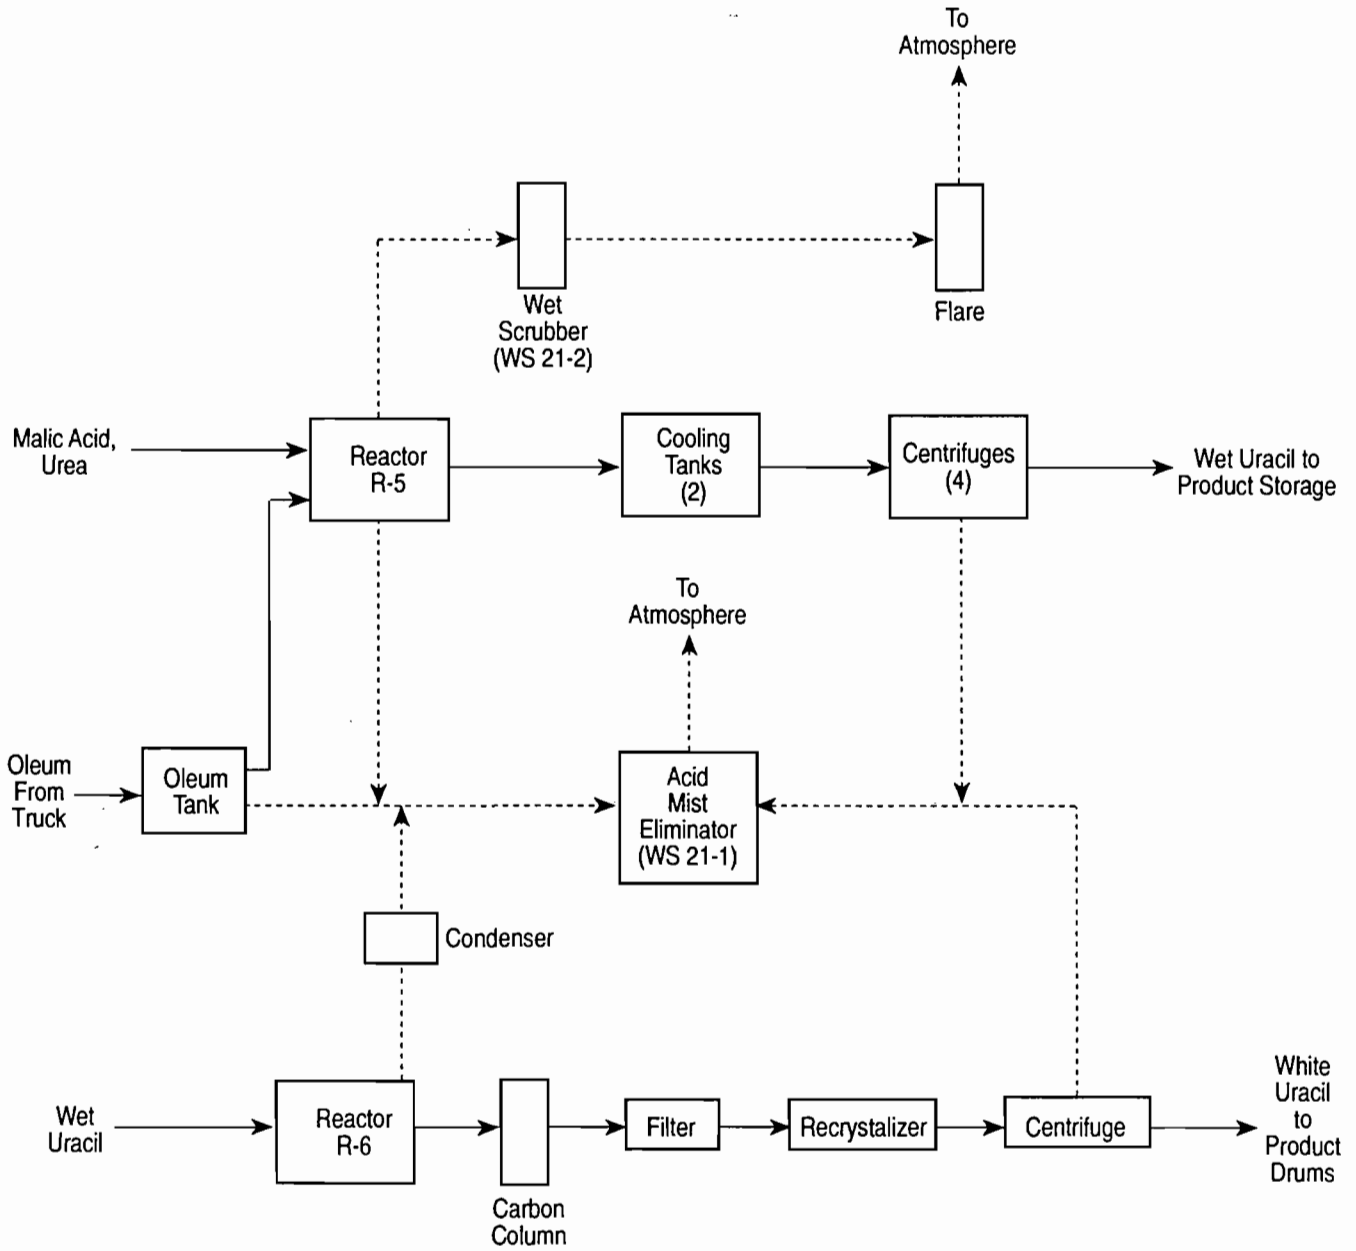 To
Atmosphere
Wet
Scrubber
(WS 21-2)
Flare
Malic Acid,
Urea
Reactor
R-5
Cooling
Tanks
(2)
Centrifuges
(4)
Wet Uracil to
Product Storage
To
Atmosphere
Oleum
From
Truck
Oleum
Tank
Acid
Mist
Eliminator
(WS 21-1)
Condenser
Wet
Uracil
Reactor
R-6
Carbon
Column
Filter
Recrystalizer
Centrifuge
White
Uracil
to
Product
Drums